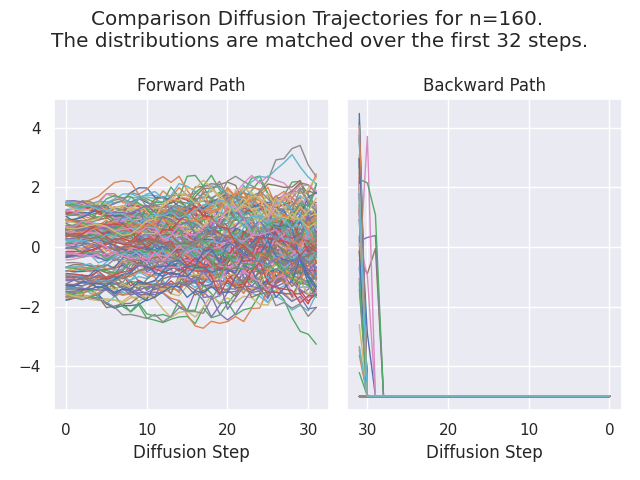 Comparison Diffusion Trajectories for n=160.
The distributions are matched over the first 32 steps.
Forward Path
Backward Path
4
2
0
−2
−4
0 10 20 30
30 20 10 0
Diffusion Step
Diffusion Step